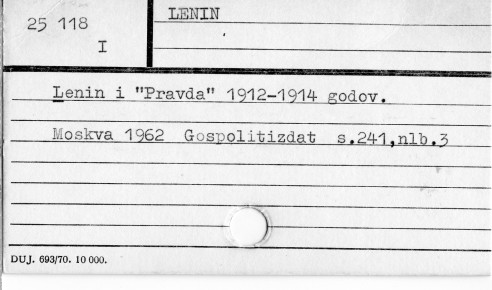 25 118
I
LENIN
Lenin i "Pravda" 1912-1914 godov.
Moskva 1962 Gospolitizdat s.241,nlb.3
DUJ. 693/70. 10 000.